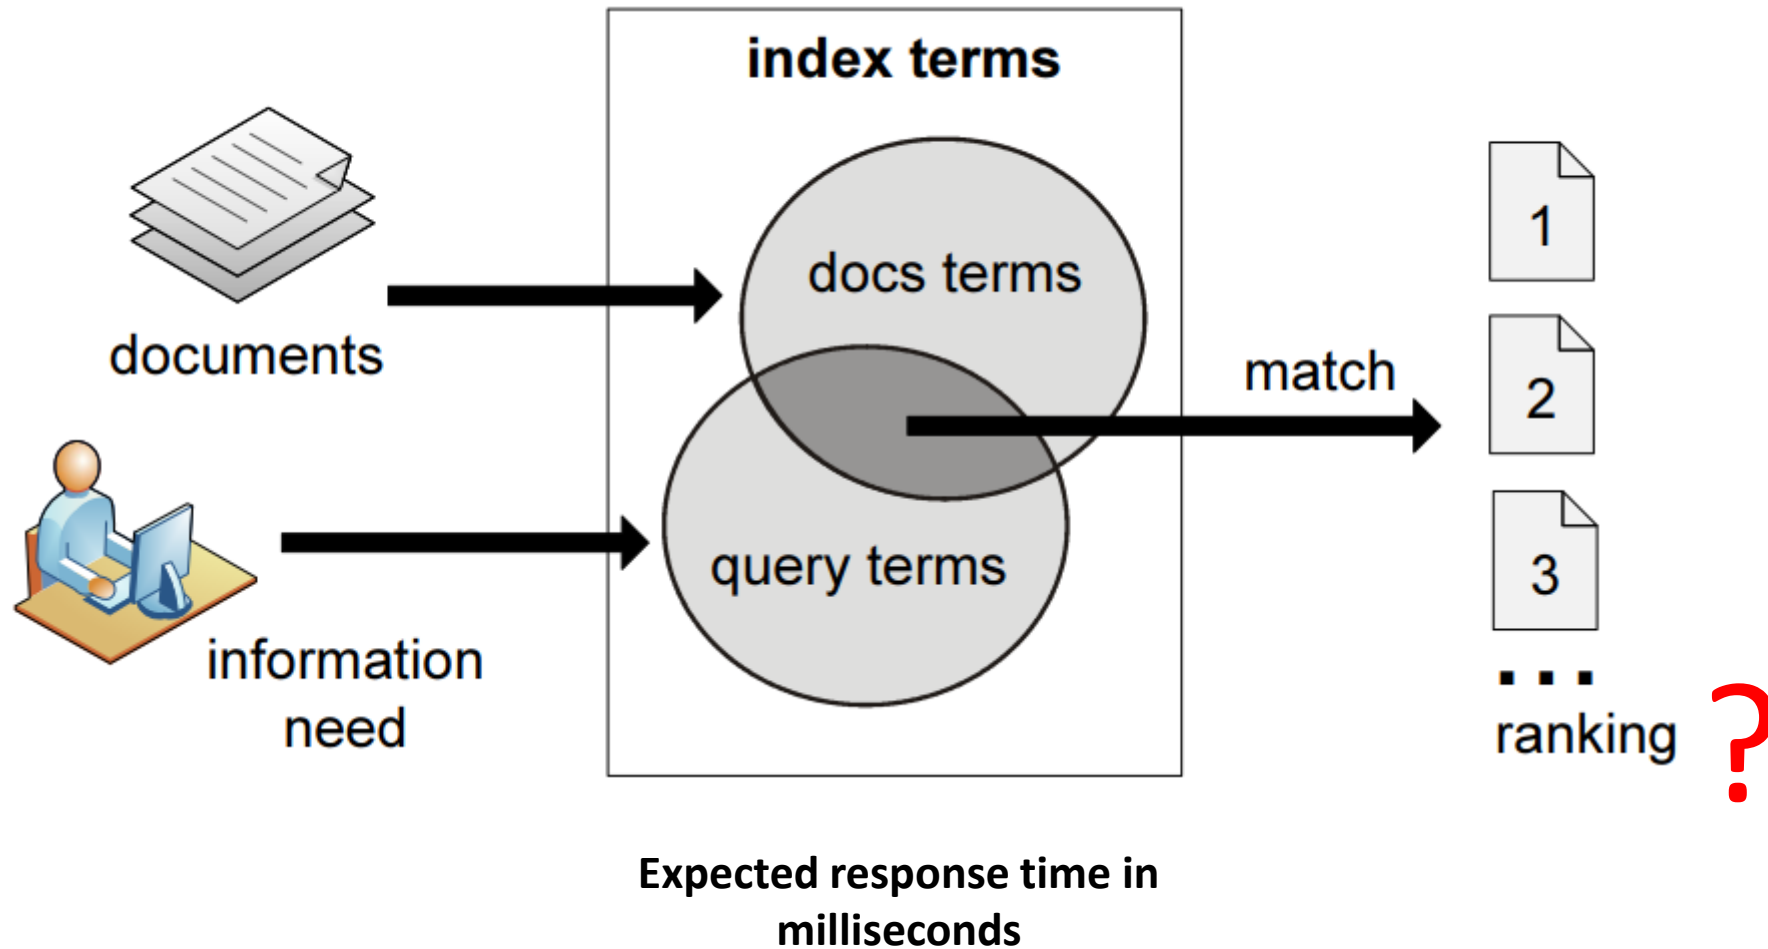 index terms
documents
docs terms
match
information
need
query terms
1
2
3
...
ranking ?
Expected response time in
milliseconds